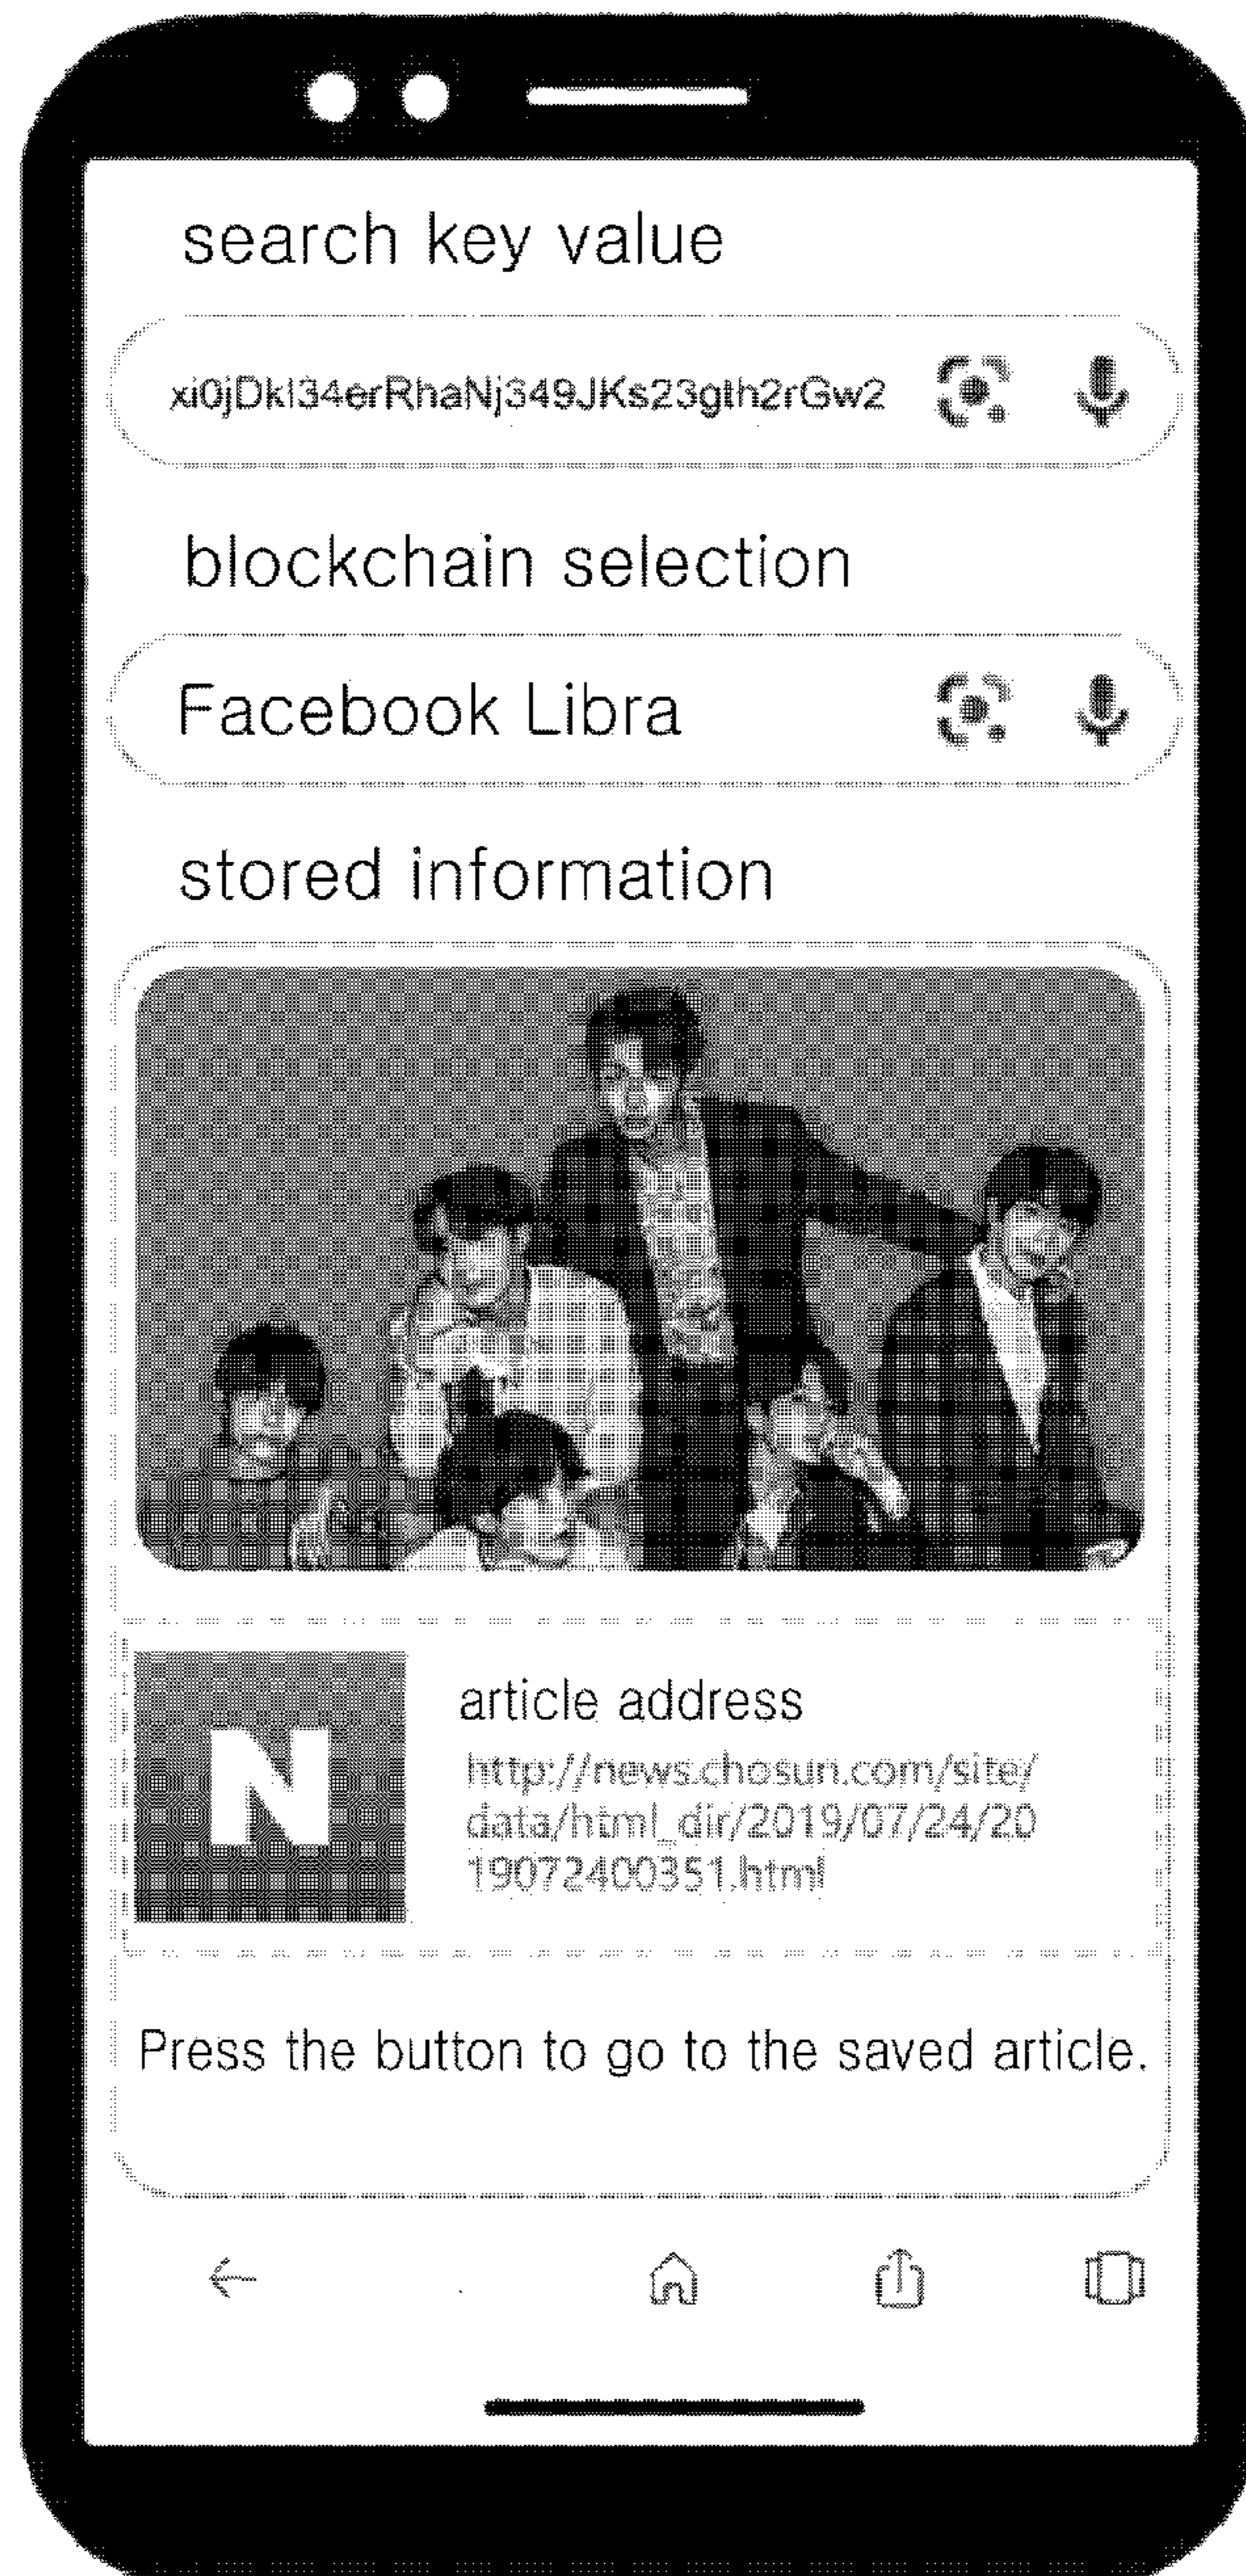 search key value
xi0jDkl34erRhaNj349JKs23gth2rGw2
blockchain selection
Facebook Libra
stored information
N
article address
http://news.chosun.com/site/
data/html_dir/2019/07/24/20
19072400351.html
Press the button to go to the saved article.